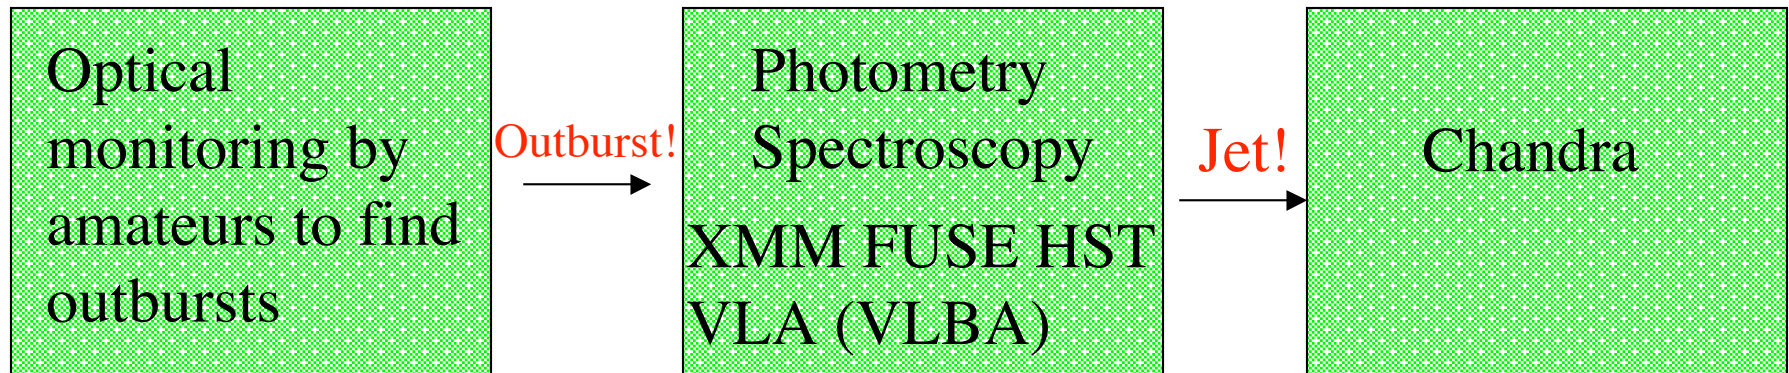 Optical
monitoring by
amateurs to find
outbursts
Outburst!
Photometry
Spectroscopy
XMM FUSE HST
VLA (VLBA)
Jet!
Chandra